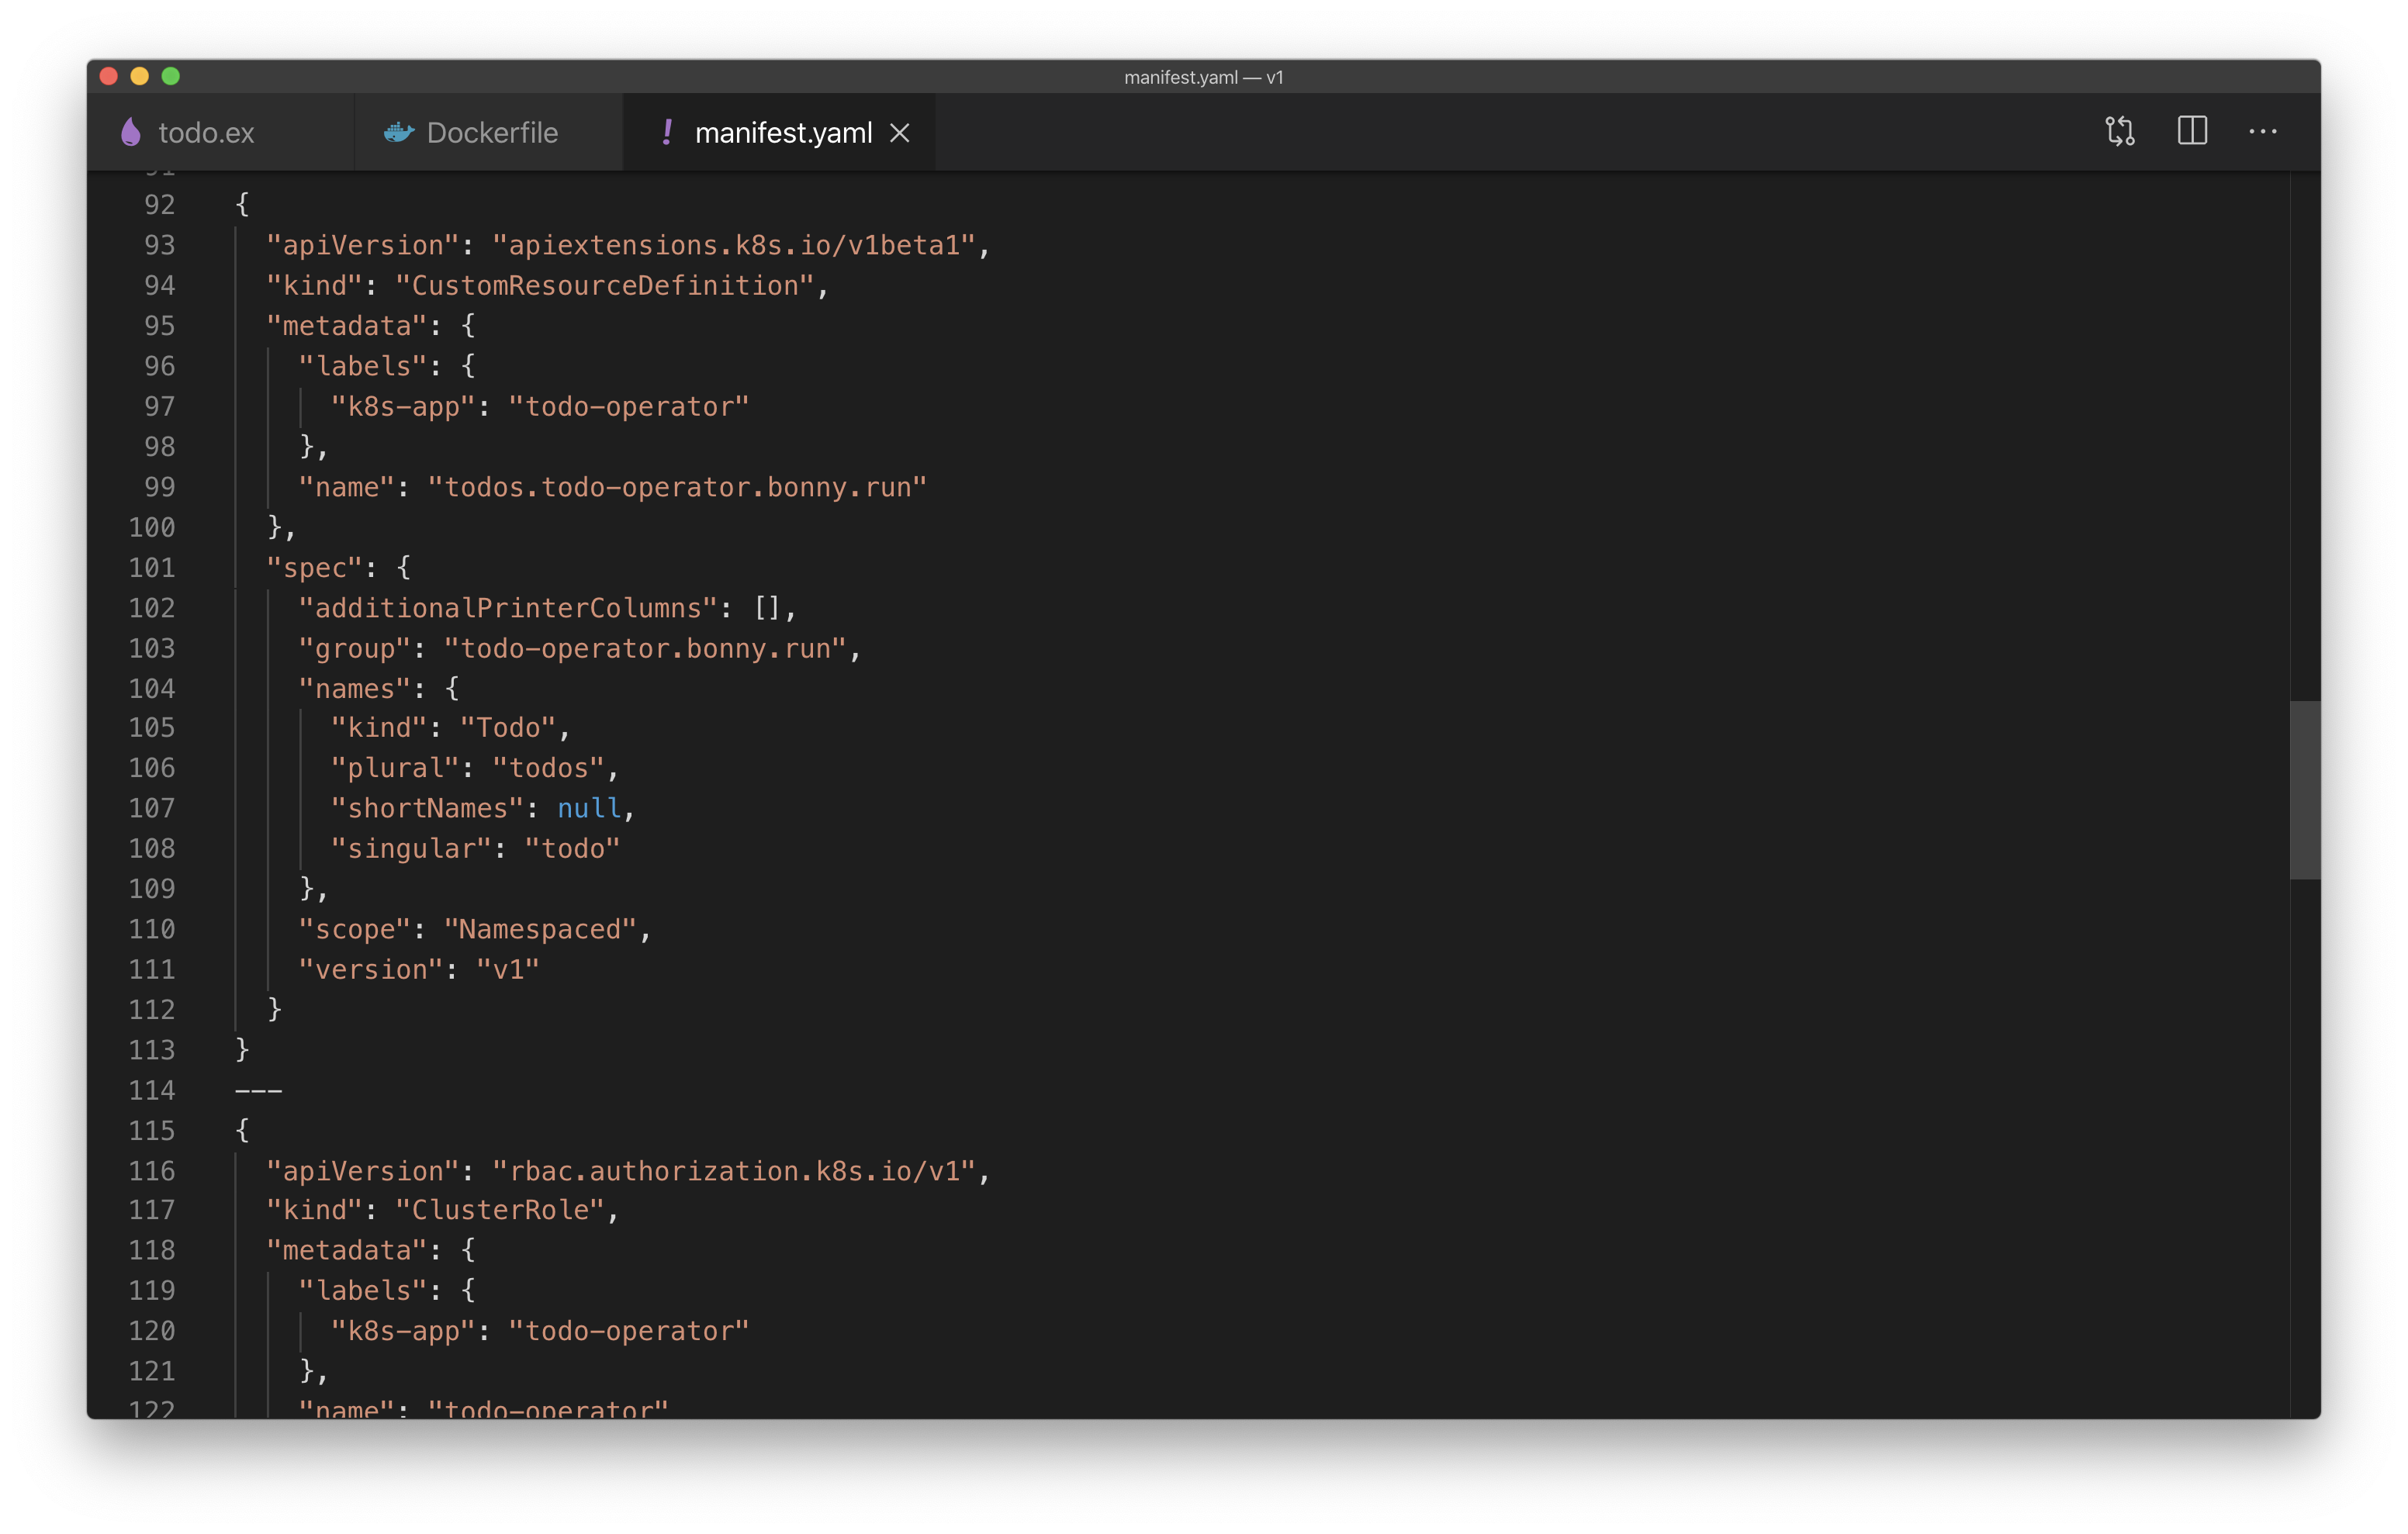 manifest.yaml — v1
todo.ex
Dockerfile
manifest.yaml
91
92 {
93 "apiVersion": "apiextensions.k8s.io/v1beta1",
94 "kind": "CustomResourceDefinition",
95 "metadata": {
96 "labels": {
97 "k8s-app": "todo-operator"
98 },
99 "name": "todos.todo-operator.bonny.run"
100 },
101 "spec": {
102 "additionalPrinterColumns": [],
103 "group": "todo-operator.bonny.run",
104 "names": {
105 "kind": "Todo",
106 "plural": "todos",
107 "shortNames": null,
108 "singular": "todo"
109 },
110 "scope": "Namespaced",
111 "version": "v1"
112 }
113 }
114 ---
115 {
116 "apiVersion": "rbac.authorization.k8s.io/v1",
117 "kind": "ClusterRole",
118 "metadata": {
119 "labels": {
120 "k8s-app": "todo-operator"
121 },
122 "name": "todo-operator"